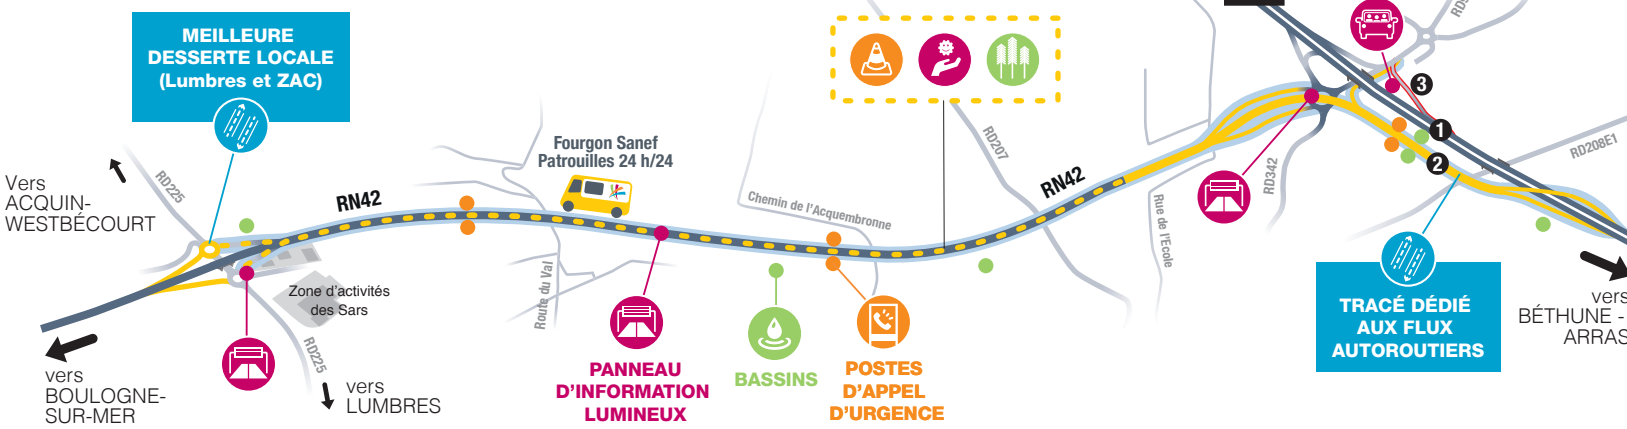 MEILLEURE
DESSERTE LOCALE
(Lumbres et ZAC)
Vers
ACQUIN-
WESTBÉCOURT
RD225
RN42
Fourgon Sanef
Patrouilles 24 h/24
Chemin de l'Acquembronne
RD207
RN42
Rue de l'Ecole
RD342
3
1
2
RD208E1
Zone d'activités
des Sars
Route du Val
RD225
vers
BOULOGNE-
SUR-MER
vers
LUMBRES
PANNEAU
D'INFORMATION
LUMINEUX
BASSINS
POSTES
D'APPEL
D'URGENCE
TRACÉ DÉDIÉ
AUX FLUX
AUTOROUTIERS
vers
BÉTHUNE -
ARRAS